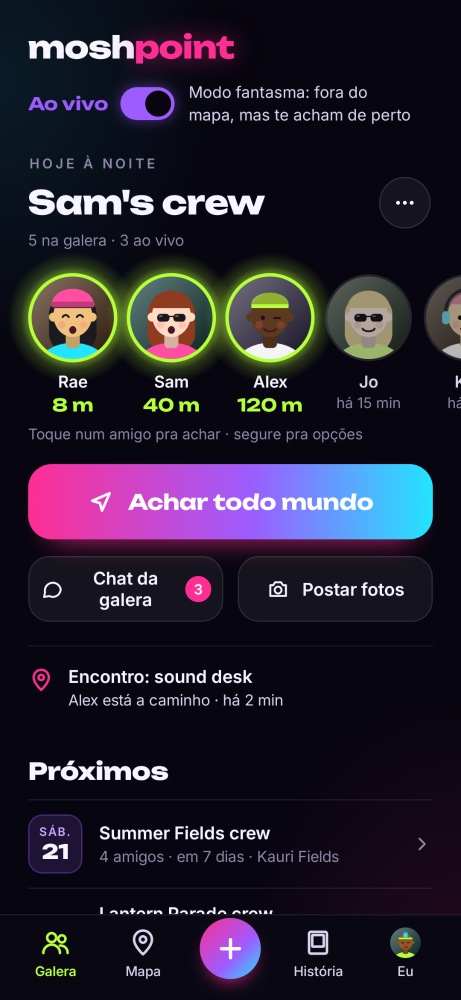 moshpoint
Ao vivo
Modo fantasma: fora do
mapa, mas te acham de perto
HOJE À NOITE
Sam's crew
5 na galera · 3 ao vivo
Rae
Sam
Alex
Jo
8 m
40 m
120 m
há 15 min
Toque num amigo pra achar · segure pra opções
Achar todo mundo
Chat da
galera
3
Postar fotos
Encontro: sound desk
Alex está a caminho · há 2 min
Próximos
SÁB.
21
Summer Fields crew
4 amigos · em 7 dias · Kauri Fields
Lantern Parade crew
Galera
Mapa
História
Eu